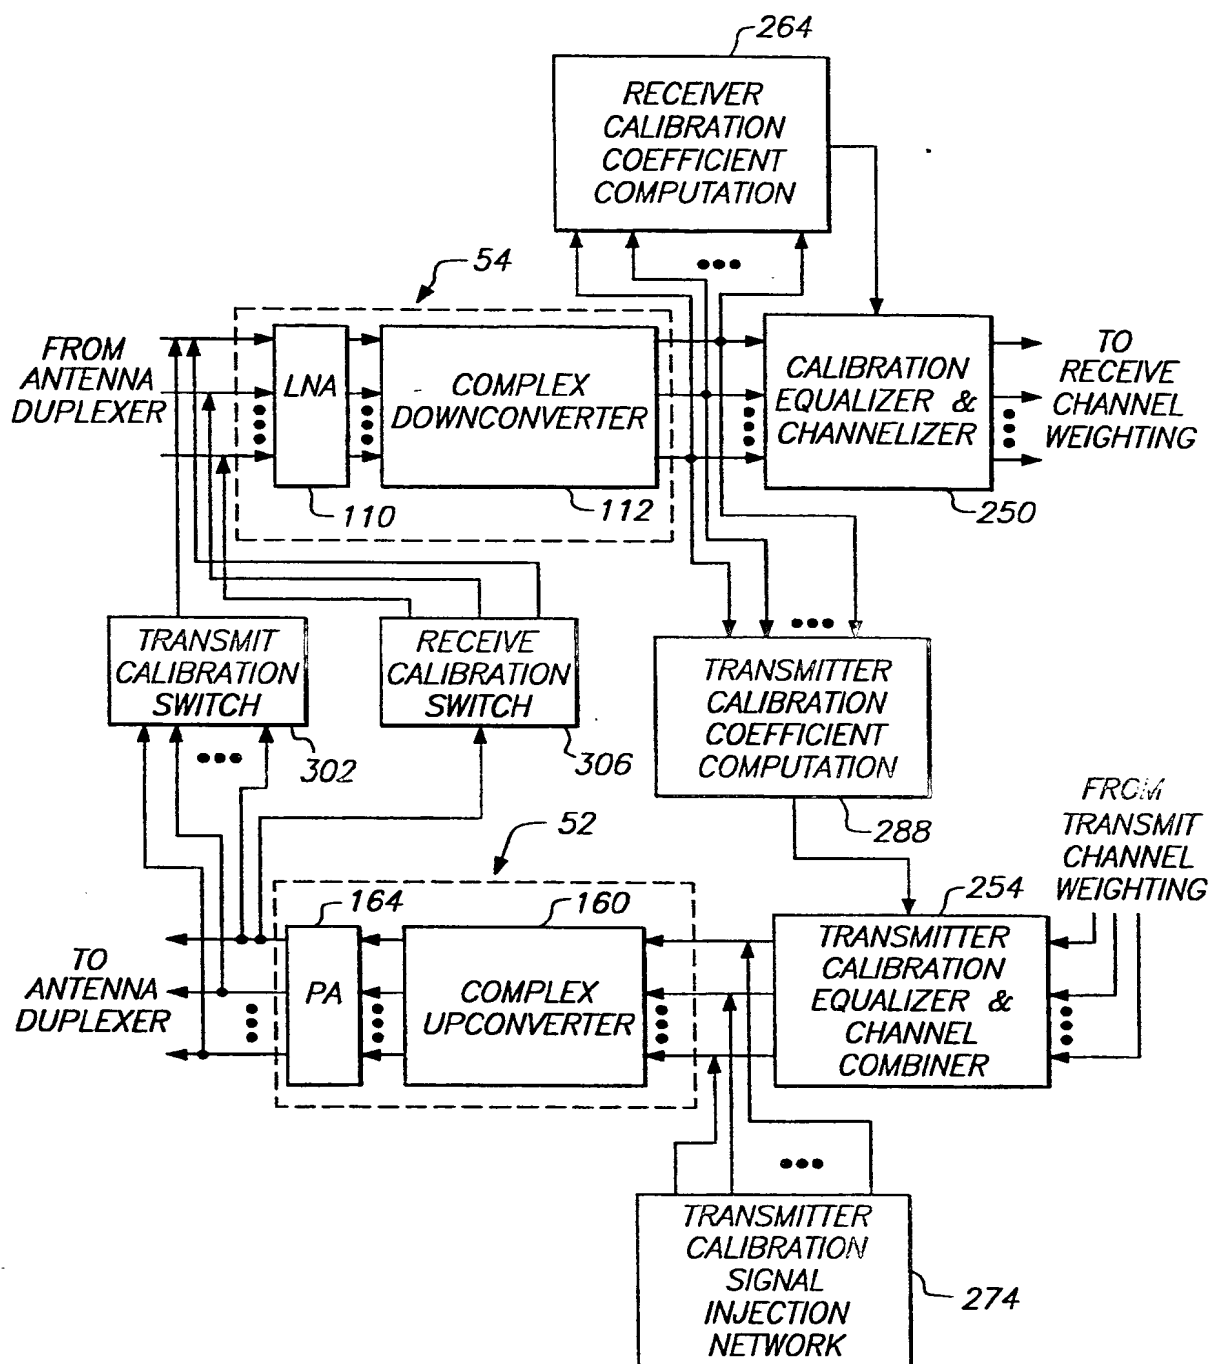 264
RECEIVER
CALIBRATION
COEFFICIENT
COMPUTATION
54
FROM
ANTENNA
DUPLEXER
LNA
COMPLEX
DOWNCONVERTER
CALIBRATION
EQUALIZER &
CHANNELIZER
TO
RECEIVE
CHANNEL
WEIGHTING
110
112
250
TRANSMIT
CALIBRATION
SWITCH
302
RECEIVE
CALIBRATION
SWITCH
306
TRANSMITTER
CALIBRATION
COEFFICIENT
COMPUTATION
288
FROM
TRANSMIT
CHANNEL
WEIGHTING
52
164
160
254
TO
ANTENNA
DUPLEXER
PA
COMPLEX
UPCONVERTER
TRANSMITTER
CALIBRATION
EQUALIZER &
CHANNEL
COMBINER
TRANSMITTER
CALIBRATION
SIGNAL
INJECTION
NETWORK
274